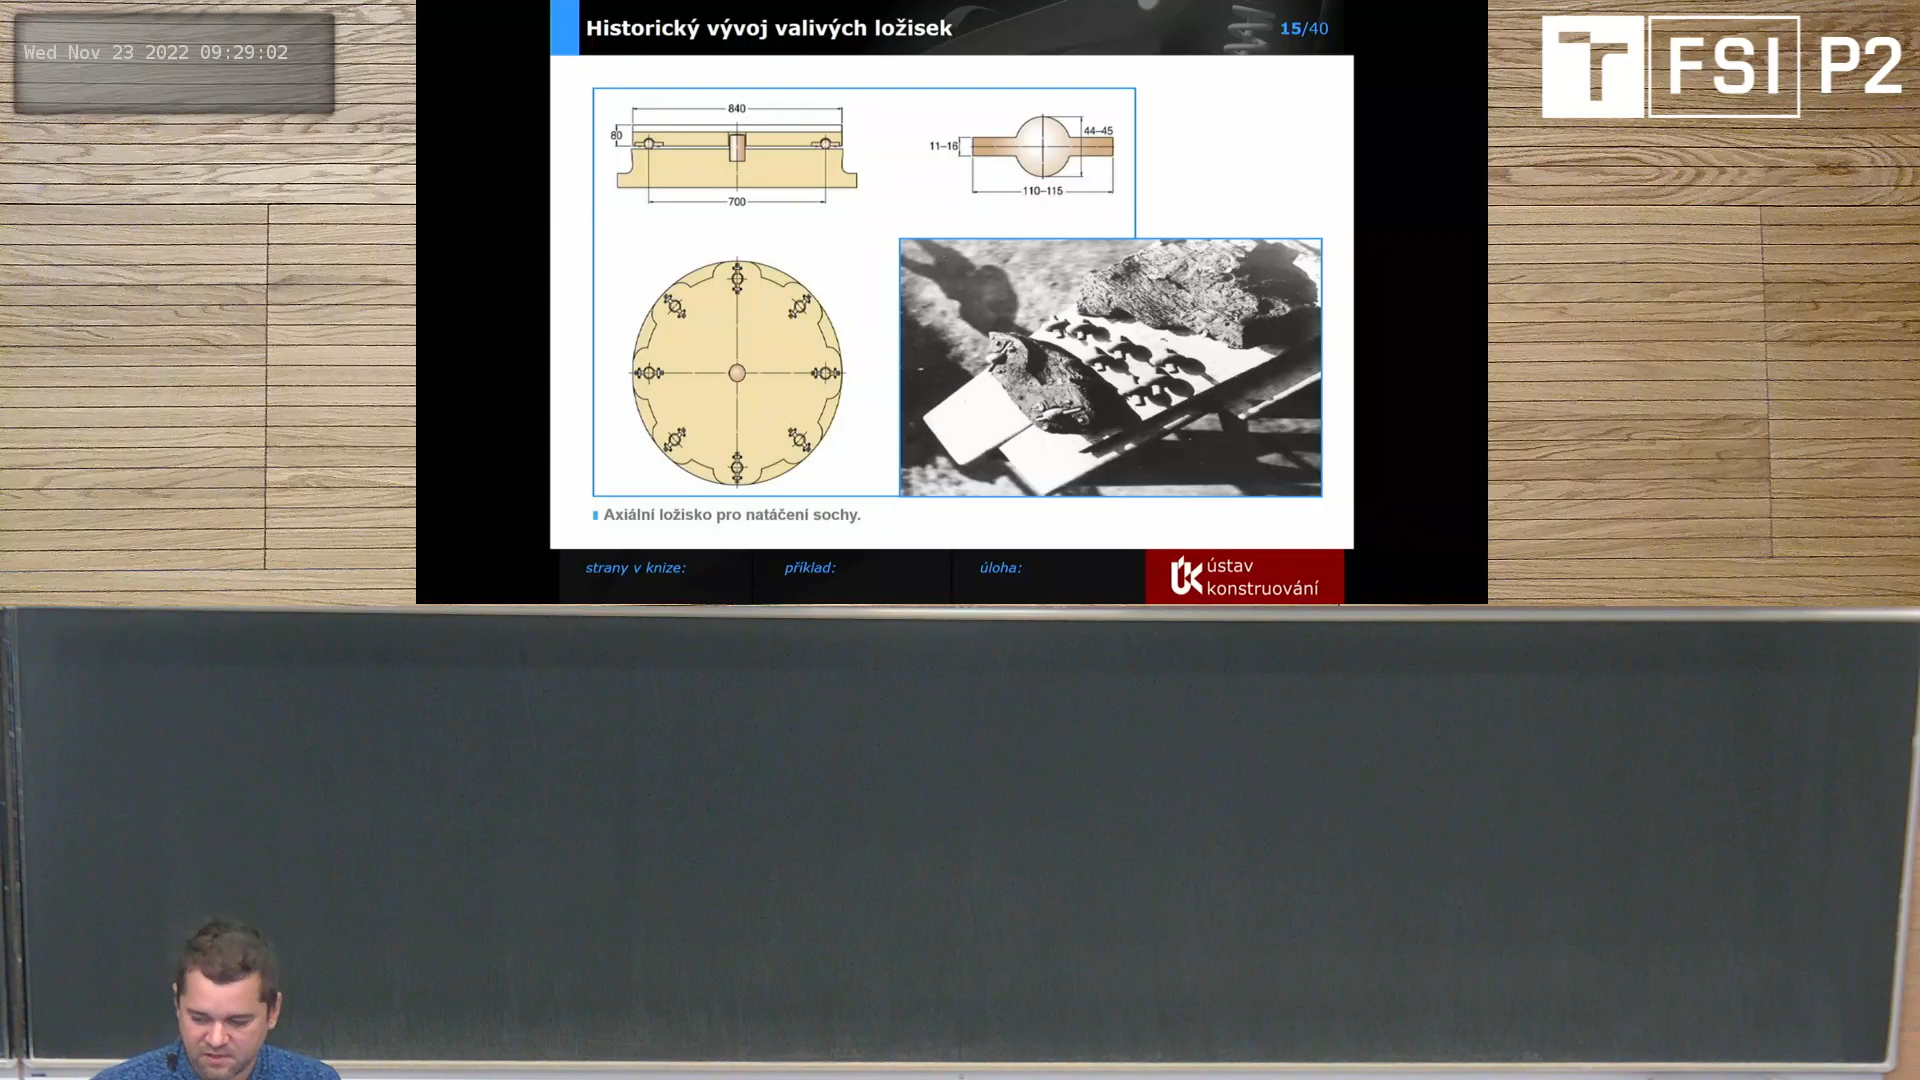 Wed Nov 23 2022 09:29:02
Historický vývoj valivých ložisek
15/40
T FSI P2
840
80
700
11–16
44–45
110–115
Axiální ložisko pro natáčení sochy.
strany v knize:
příklad:
úloha:
ústav
konstruování